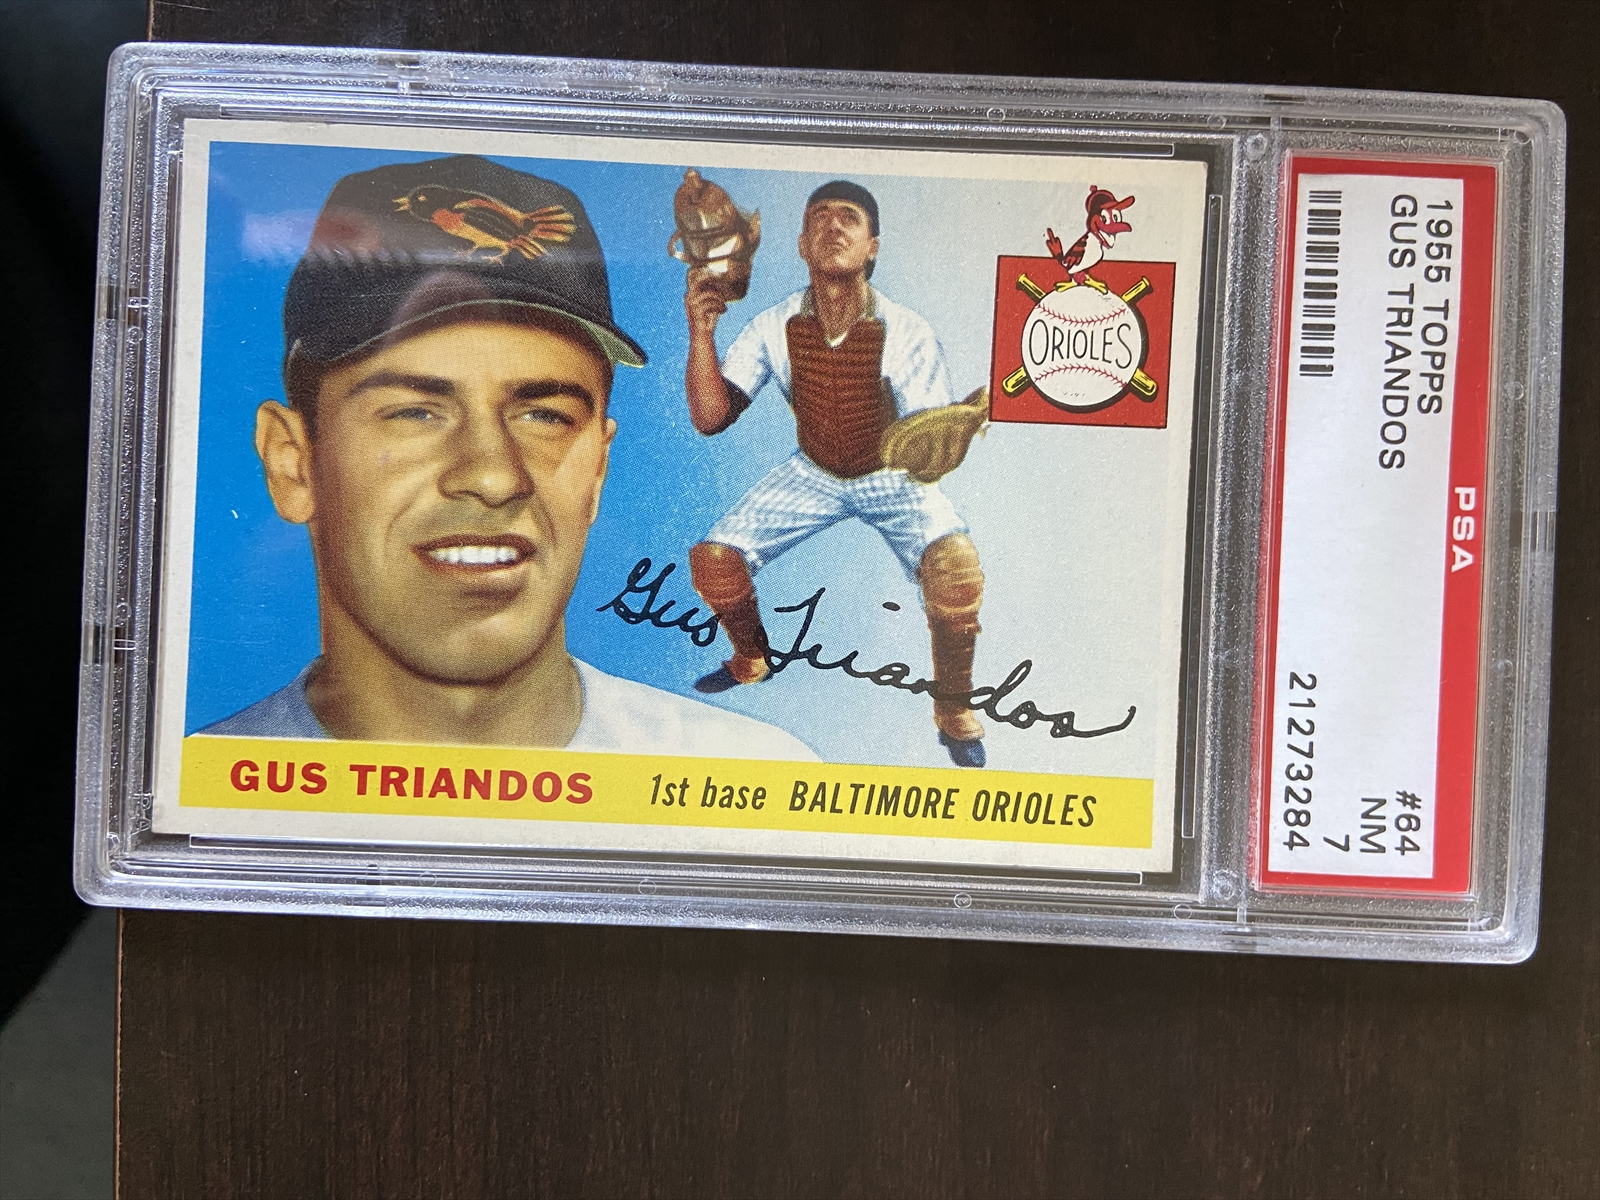 ORIOLES
Gus Triandos
GUS TRIANDOS 1st base BALTIMORE ORIOLES
PSA
1955 TOPPS #64
GUS TRIANDOS NM
7
21273284